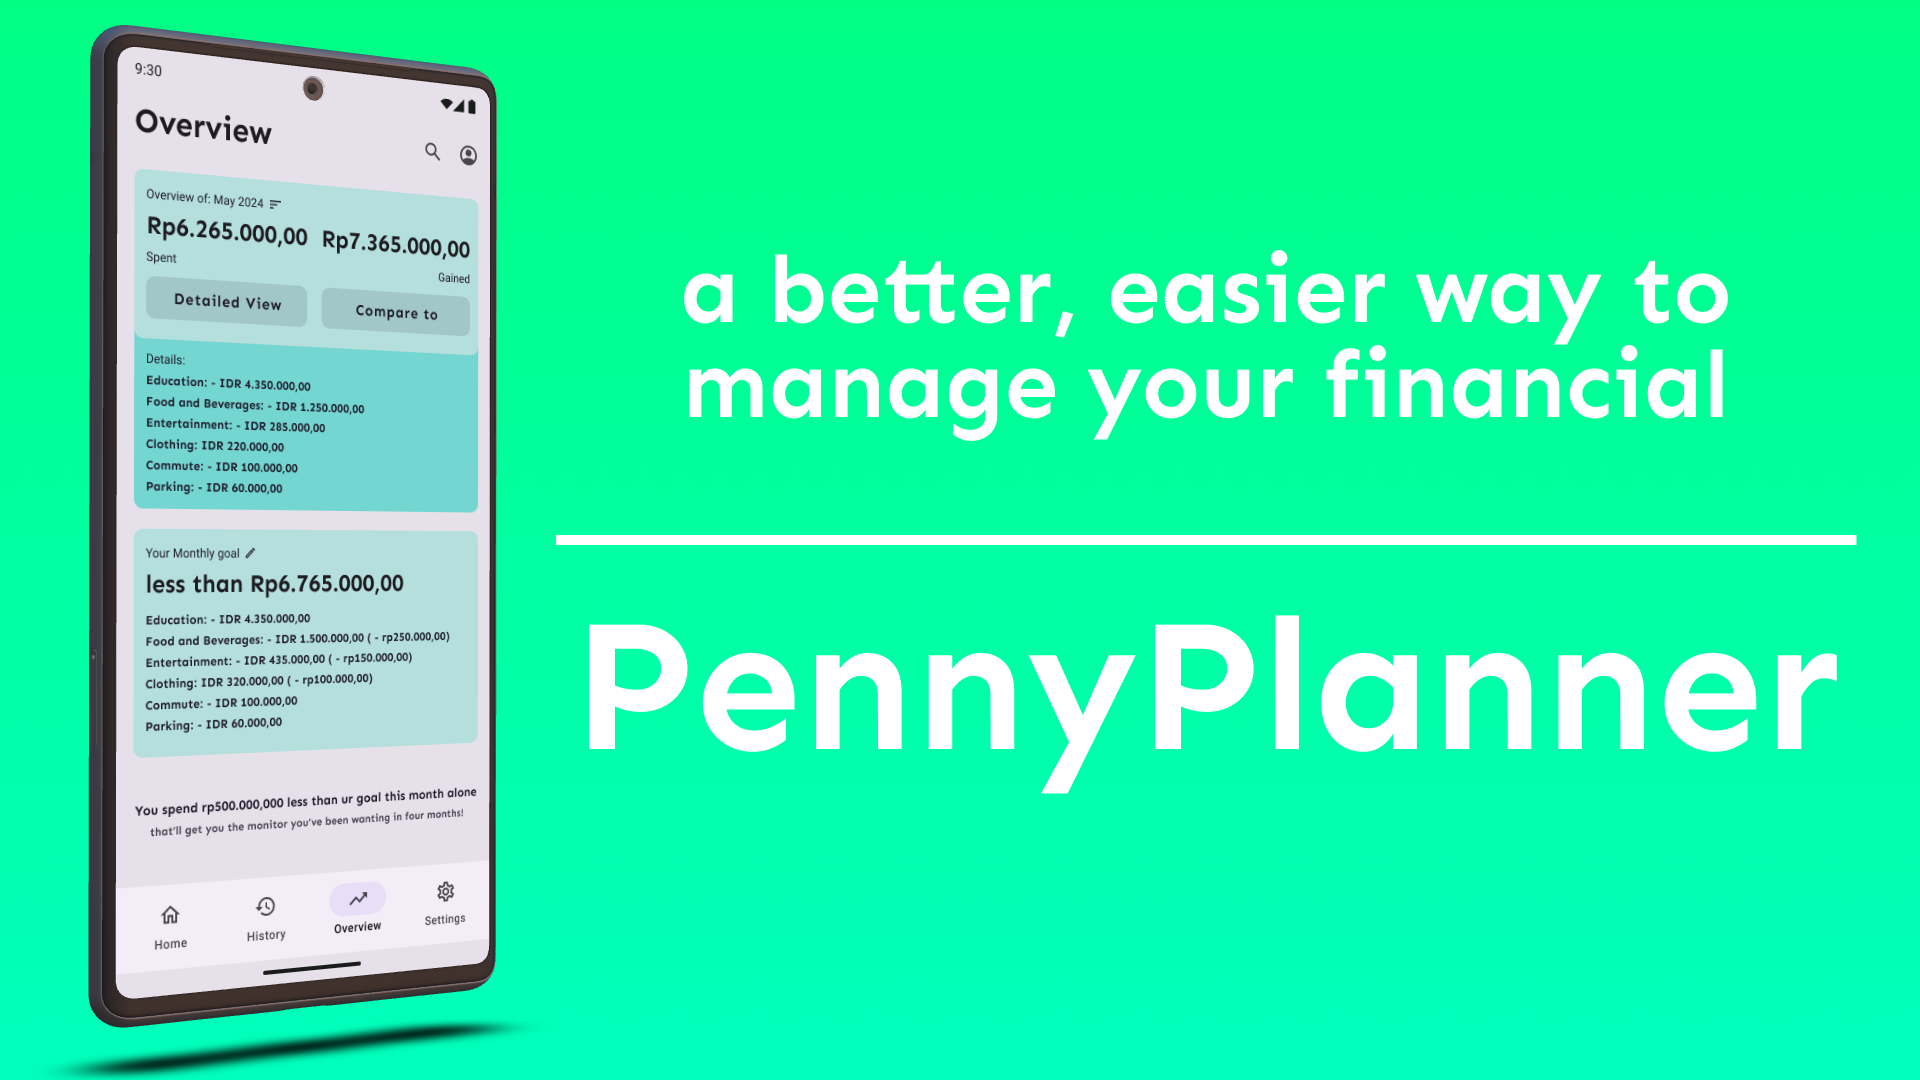 9:30
Overview
Overview of: May 2024
Rp6.265.000,00 Rp7.365.000,00
Spent
Gained
Detailed View Compare to
Details:
Education: - IDR 4.350.000,00
Food and Beverages: - IDR 1.250.000,00
Entertainment: - IDR 285.000,00
Clothing: IDR 220.000,00
Commute: - IDR 100.000,00
Parking: - IDR 60.000,00
Your Monthly goal
less than Rp6.765.000,00
Education: - IDR 4.350.000,00
Food and Beverages: - IDR 1.500.000,00 ( - rp250.000,00)
Entertainment: - IDR 435.000,00 ( - rp150.000,00)
Clothing: IDR 320.000,00 ( - rp100.000,00)
Commute: - IDR 100.000,00
Parking: - IDR 60.000,00
You spend rp500.000,000 less than ur goal this month alone
that'll get you the monitor you've been wanting in four months!
Home History Overview Settings
a better, easier way to
manage your financial
PennyPlanner